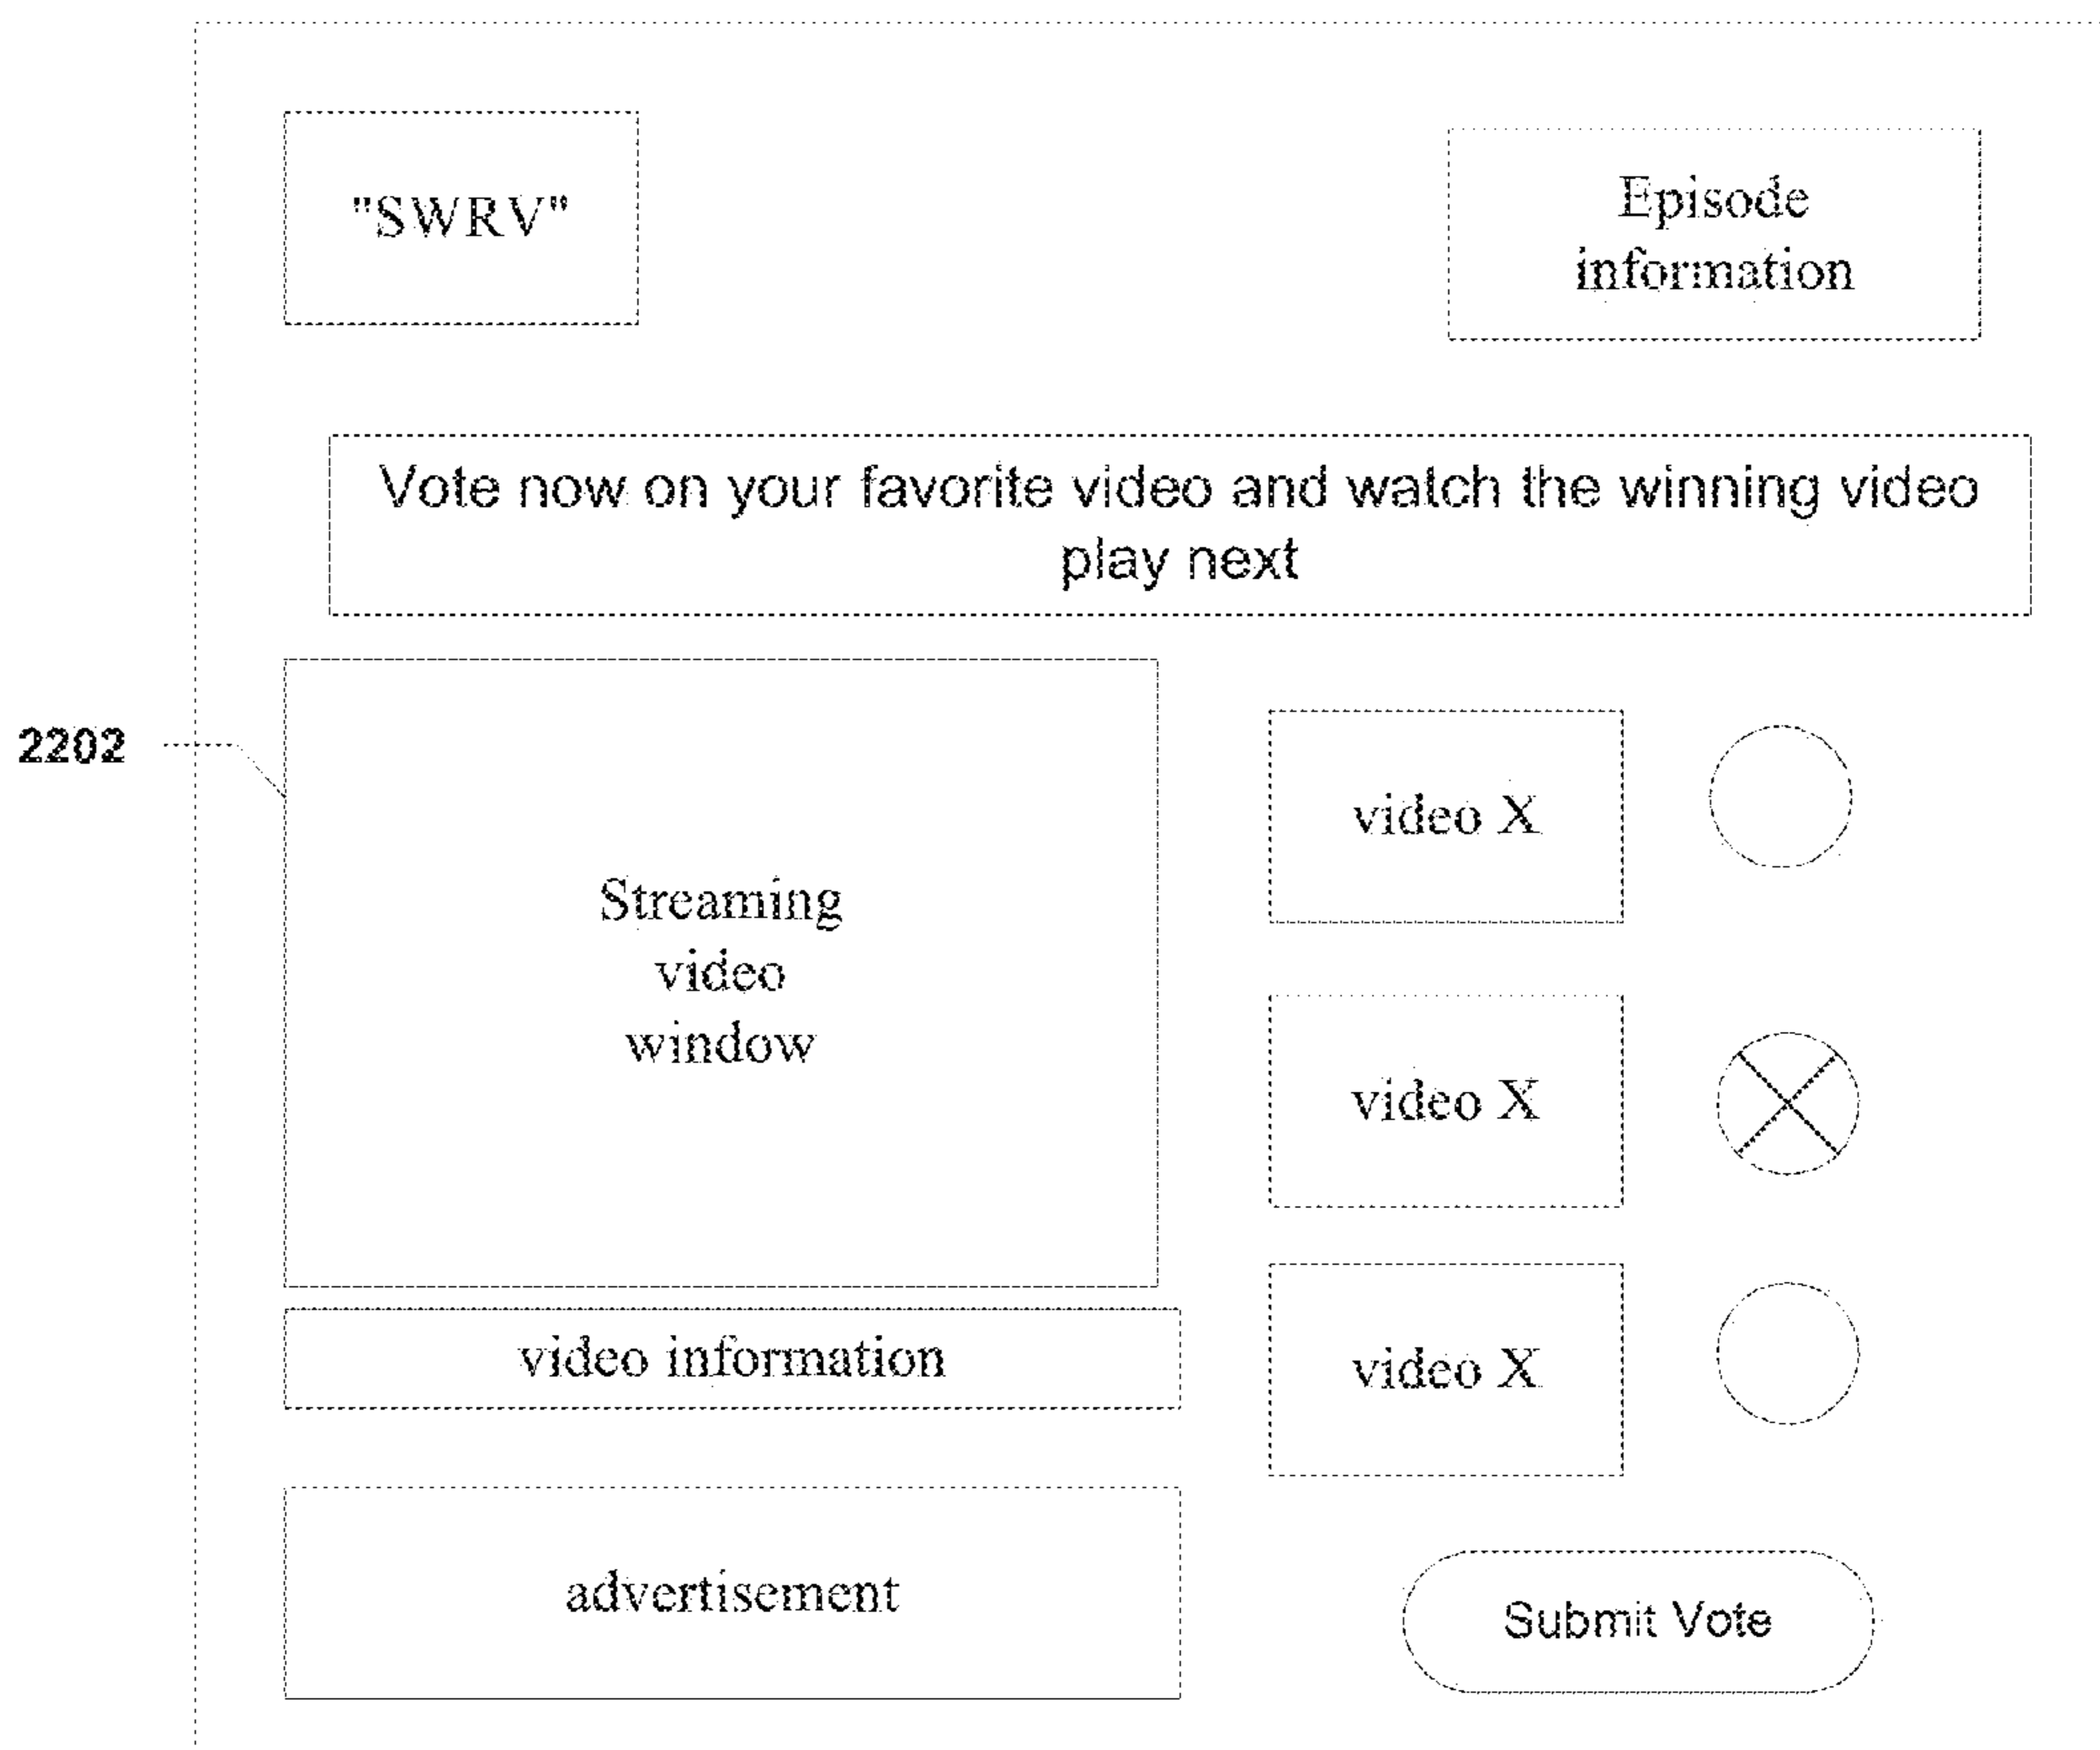 "SWRV"
Episode
information
Vote now on your favorite video and watch the winning video
play next
2202
Streaming
video
window
video X
video X
video X
video information
advertisement
Submit Vote